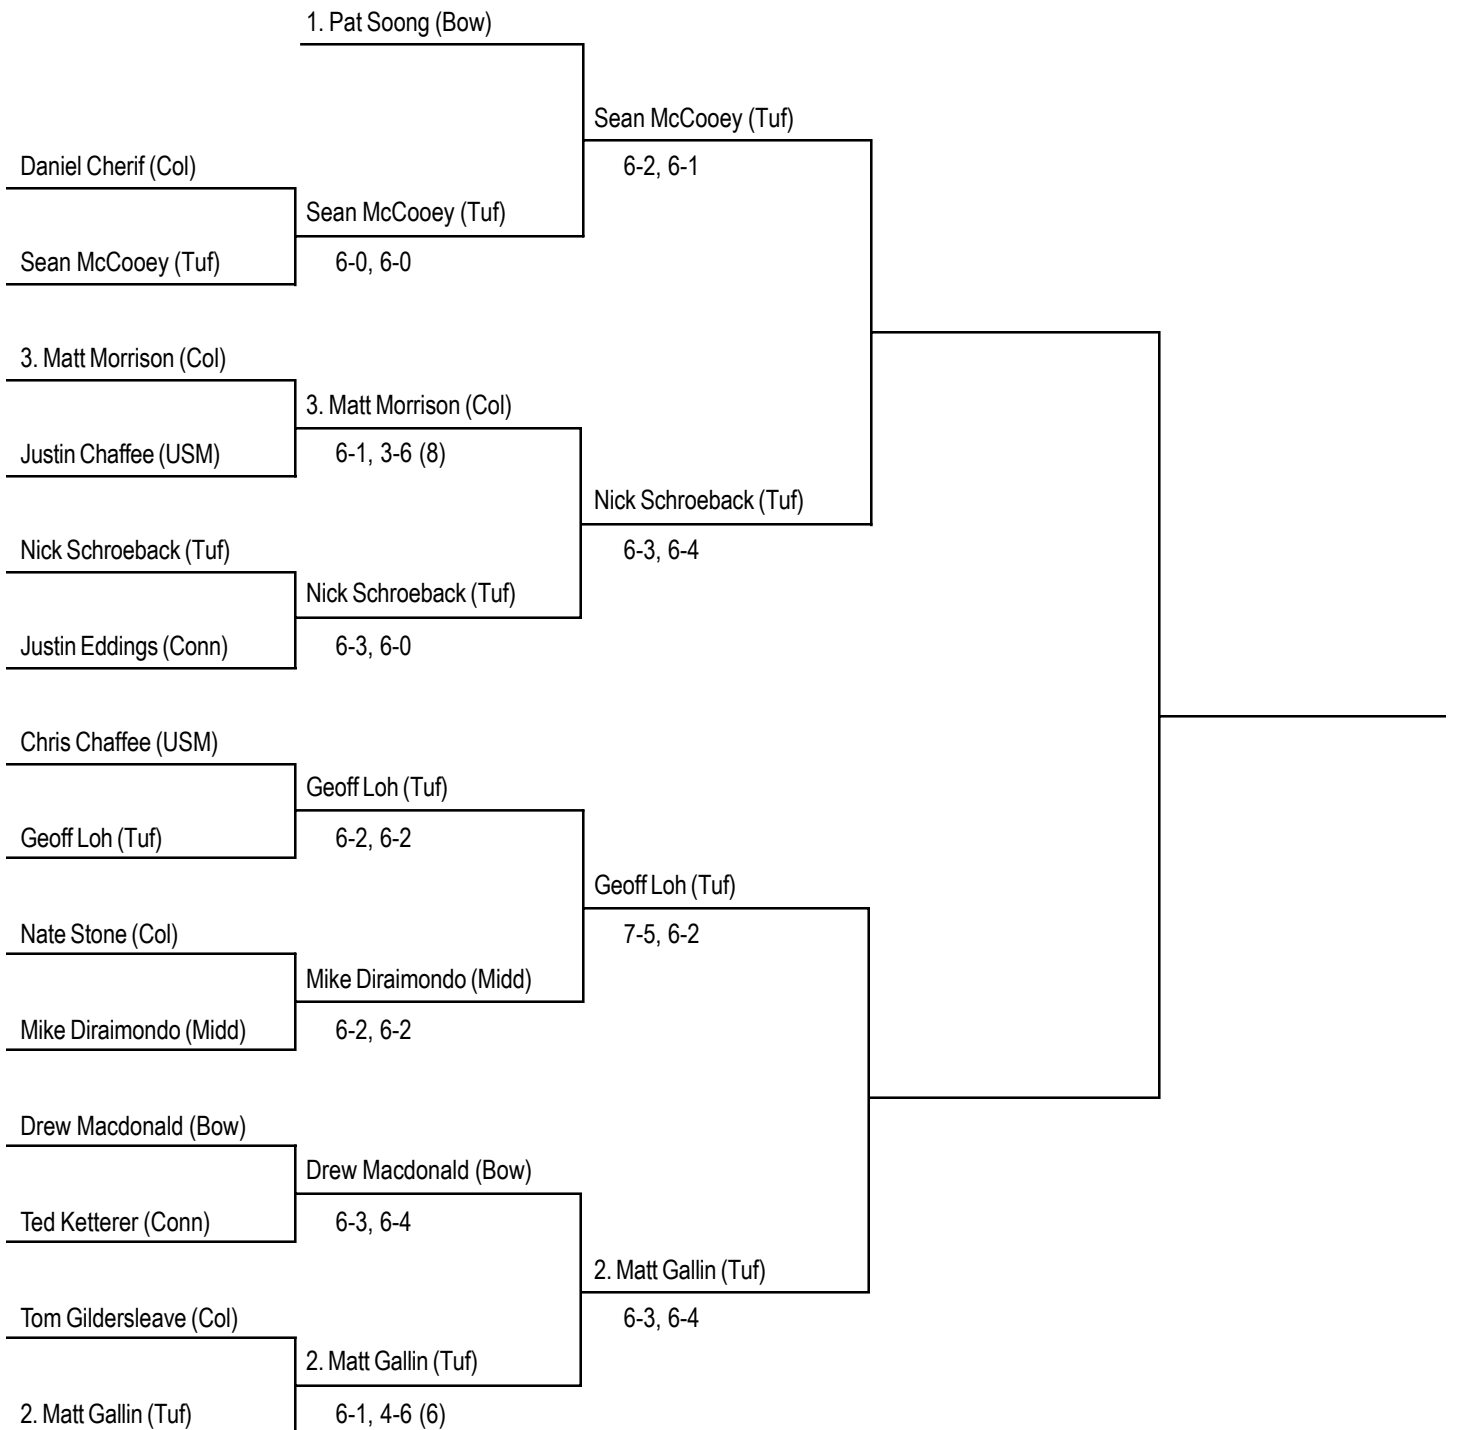 1. Pat Soong (Bow)
Sean McCooey (Tuf)
Daniel Cherif (Col)
6-2, 6-1
Sean McCooey (Tuf)
Sean McCooey (Tuf)
6-0, 6-0
3. Matt Morrison (Col)
3. Matt Morrison (Col)
Justin Chaffee (USM)
6-1, 3-6 (8)
Nick Schroeback (Tuf)
Nick Schroeback (Tuf)
6-3, 6-4
Nick Schroeback (Tuf)
Justin Eddings (Conn)
6-3, 6-0
Chris Chaffee (USM)
Geoff Loh (Tuf)
Geoff Loh (Tuf)
6-2, 6-2
Geoff Loh (Tuf)
Nate Stone (Col)
7-5, 6-2
Mike Diraimondo (Midd)
Mike Diraimondo (Midd)
6-2, 6-2
Drew Macdonald (Bow)
Drew Macdonald (Bow)
Ted Ketterer (Conn)
6-3, 6-4
2. Matt Gallin (Tuf)
Tom Gildersleave (Col)
6-3, 6-4
2. Matt Gallin (Tuf)
2. Matt Gallin (Tuf)
6-1, 4-6 (6)